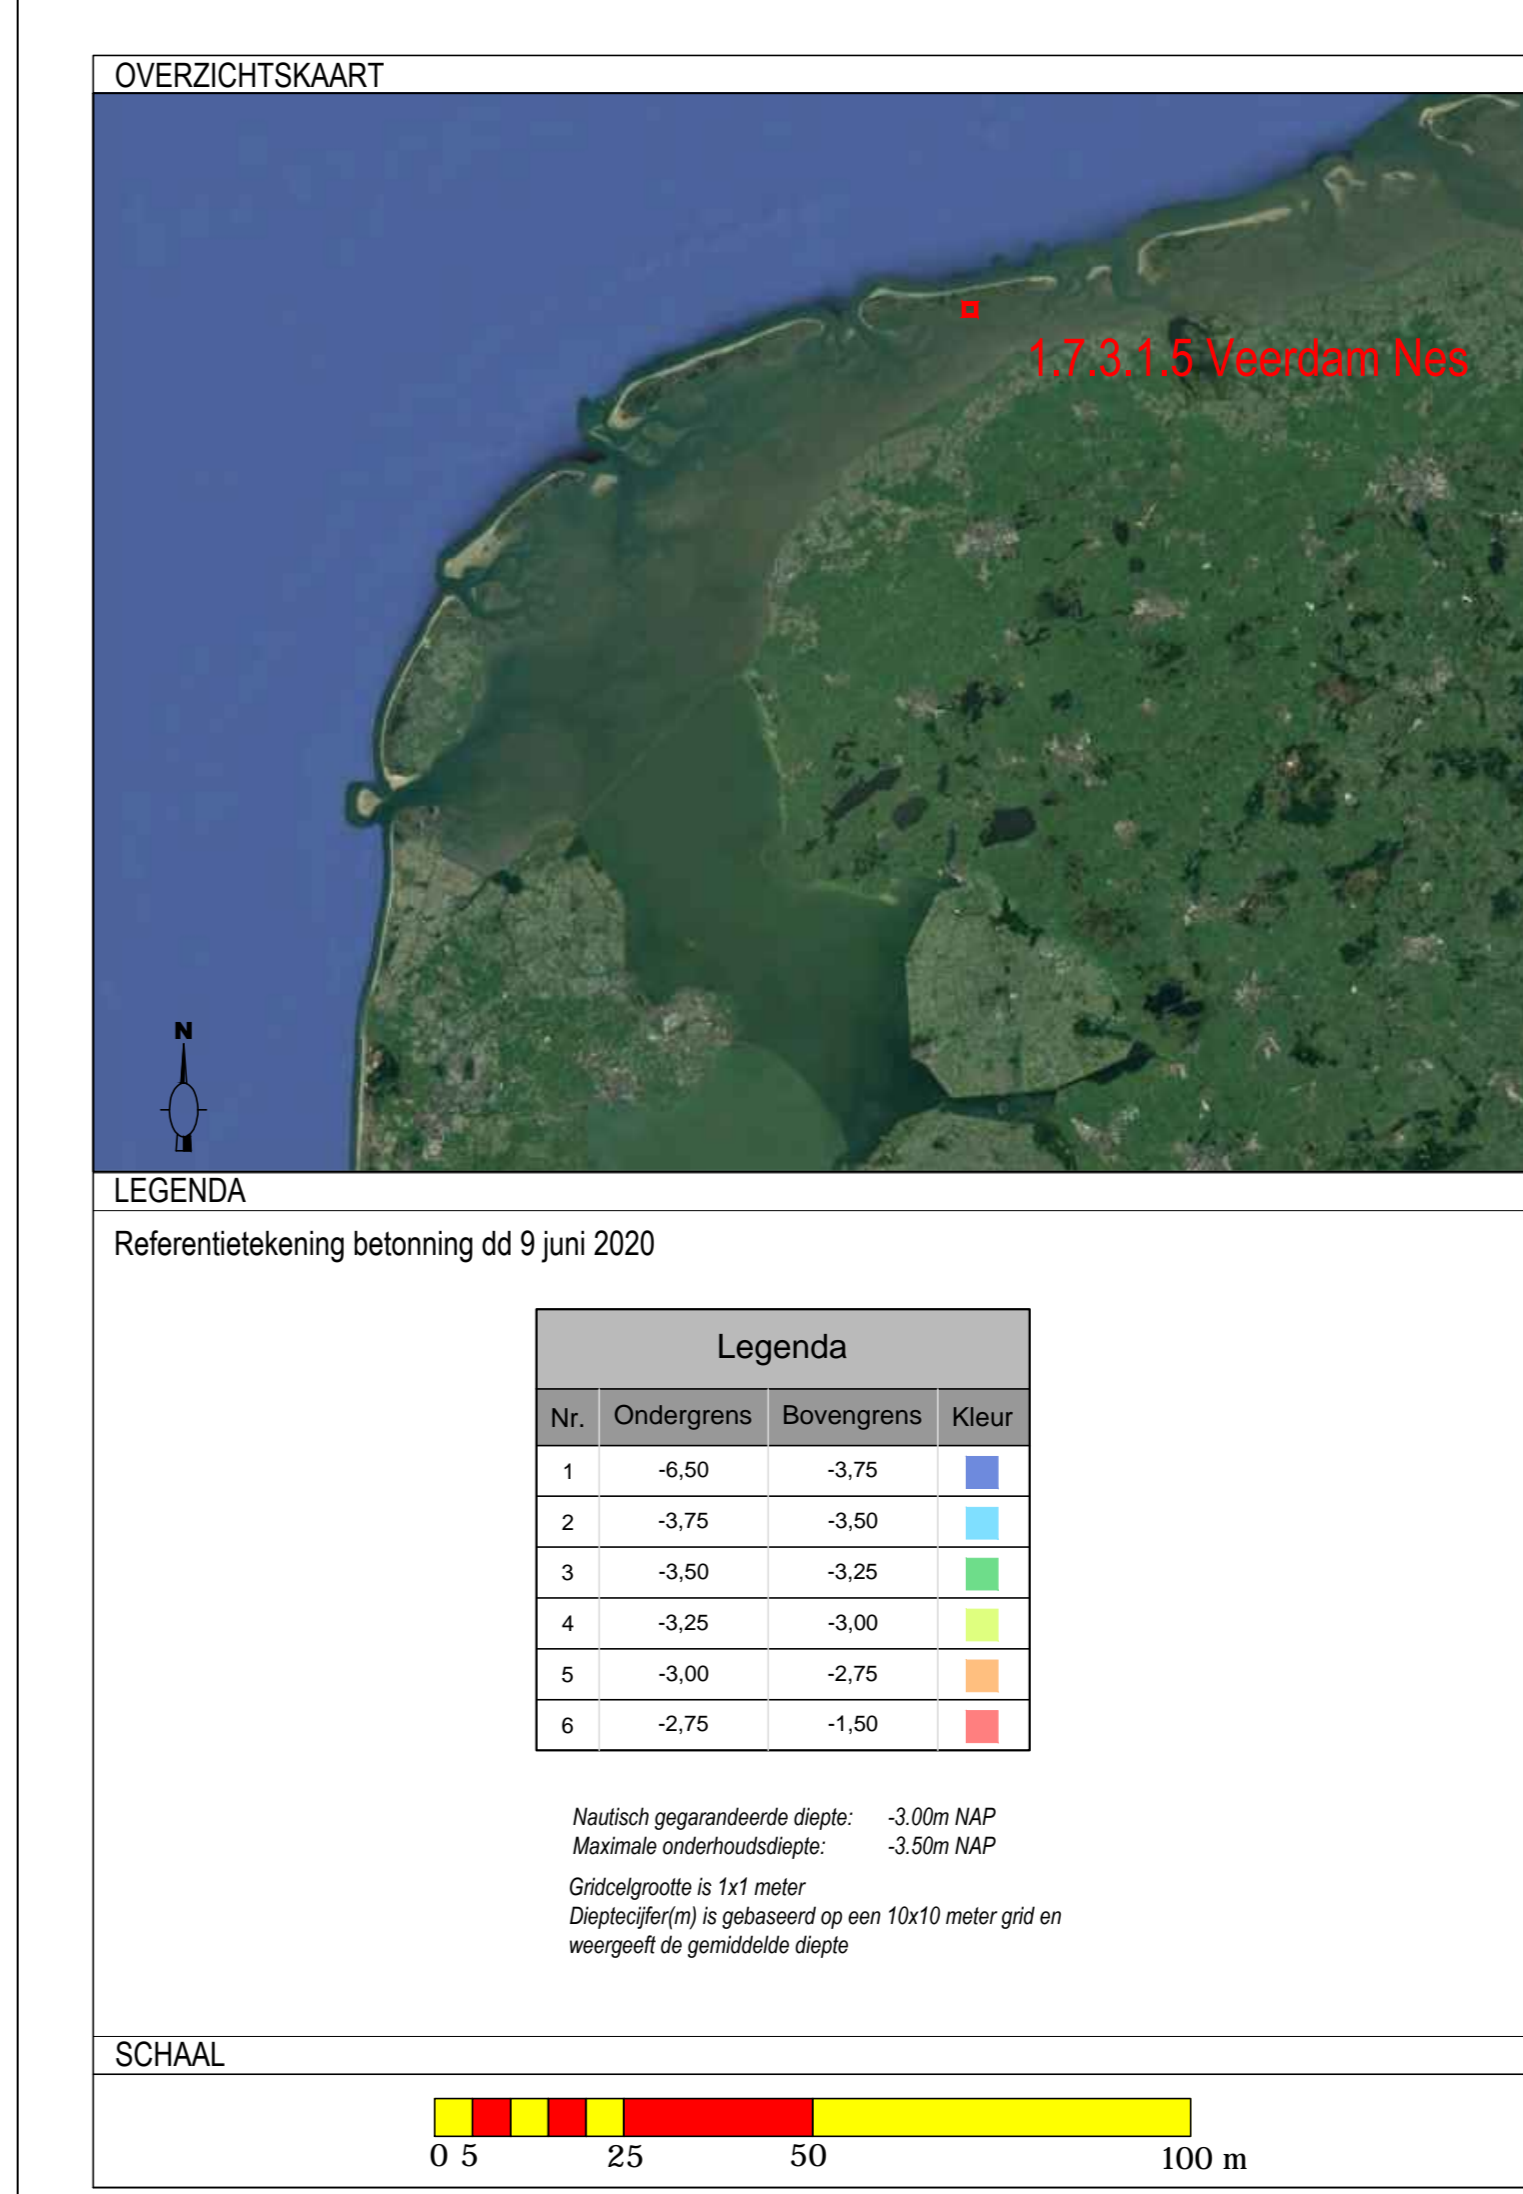 OVERZICHTSKAART
1.7.3.1.5 Veerdam Nes
N
LEGENDA
Referentietekening betonning dd 9 juni 2020
Legenda
Nr. Ondergrens Bovengrens Kleur
1 -6,50 -3,75
2 -3,75 -3,50
3 -3,50 -3,25
4 -3,25 -3,00
5 -3,00 -2,75
6 -2,75 -1,50
Nautisch gegarandeerde diepte: -3.00m NAP
Maximale onderhoudsdiepte: -3.50m NAP
Gridcelgrootte is 1x1 meter
Dieptecijfer(m) is gebaseerd op een 10x10 meter grid en
weergeeft de gemiddelde diepte
SCHAAL
0 5 25 50 100 m